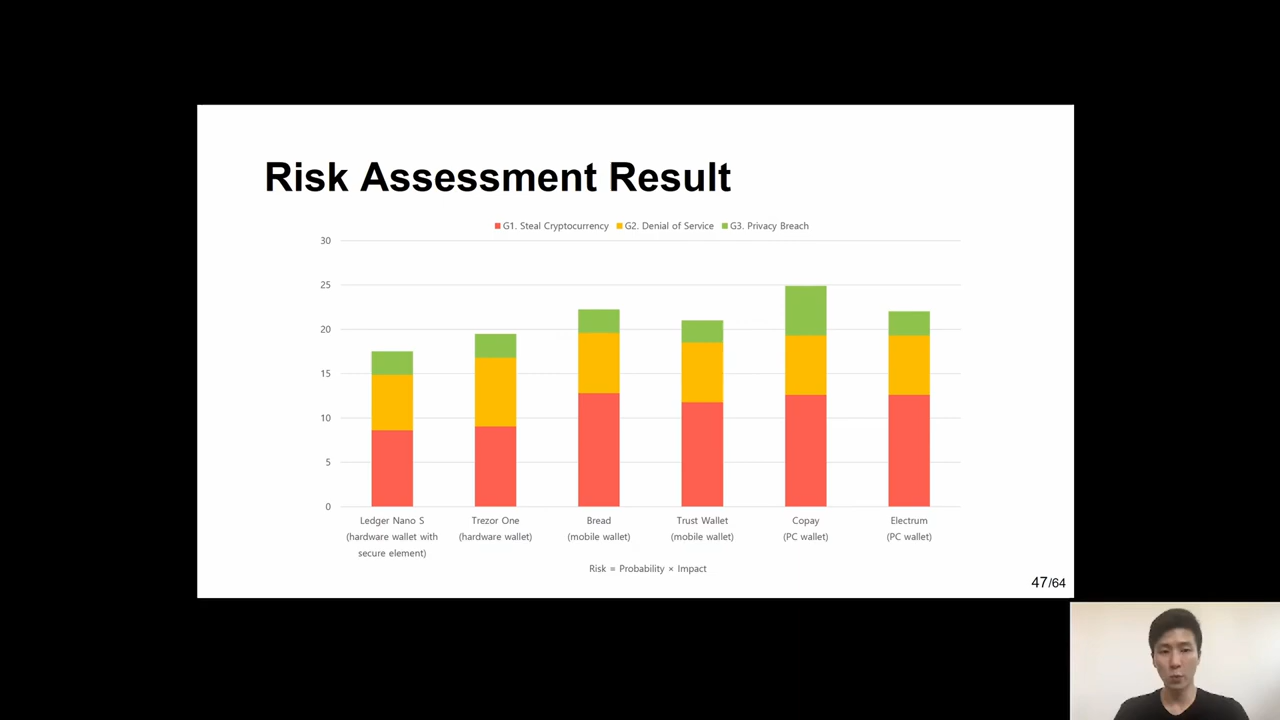 Risk Assessment Result
G1. Steal Cryptocurrency G2. Denial of Service G3. Privacy Breach
30
25
20
15
10
5
0
Ledger Nano S
(hardware wallet with
secure element)
Trezor One
(hardware wallet)
Bread
(mobile wallet)
Trust Wallet
(mobile wallet)
Copay
(PC wallet)
Electrum
(PC wallet)
Risk = Probability × Impact
47/64